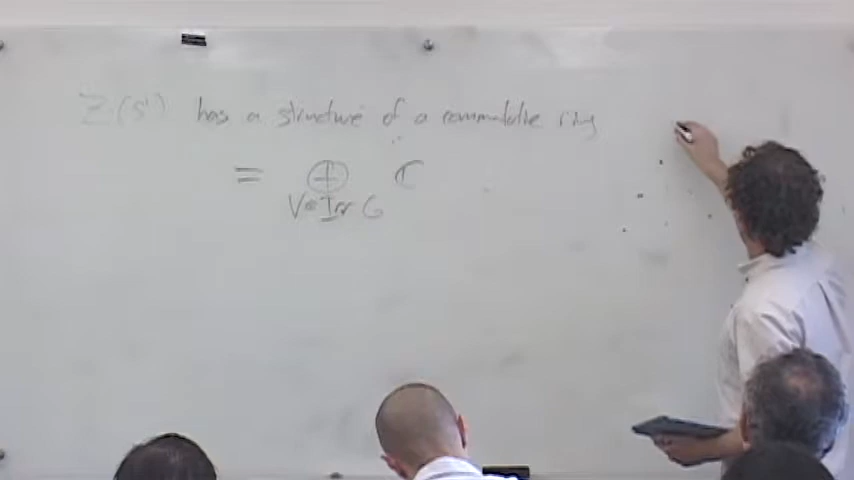 Z(S¹) has a structure of a commutative ring
= ⊕ ℂ
V∈Irr G